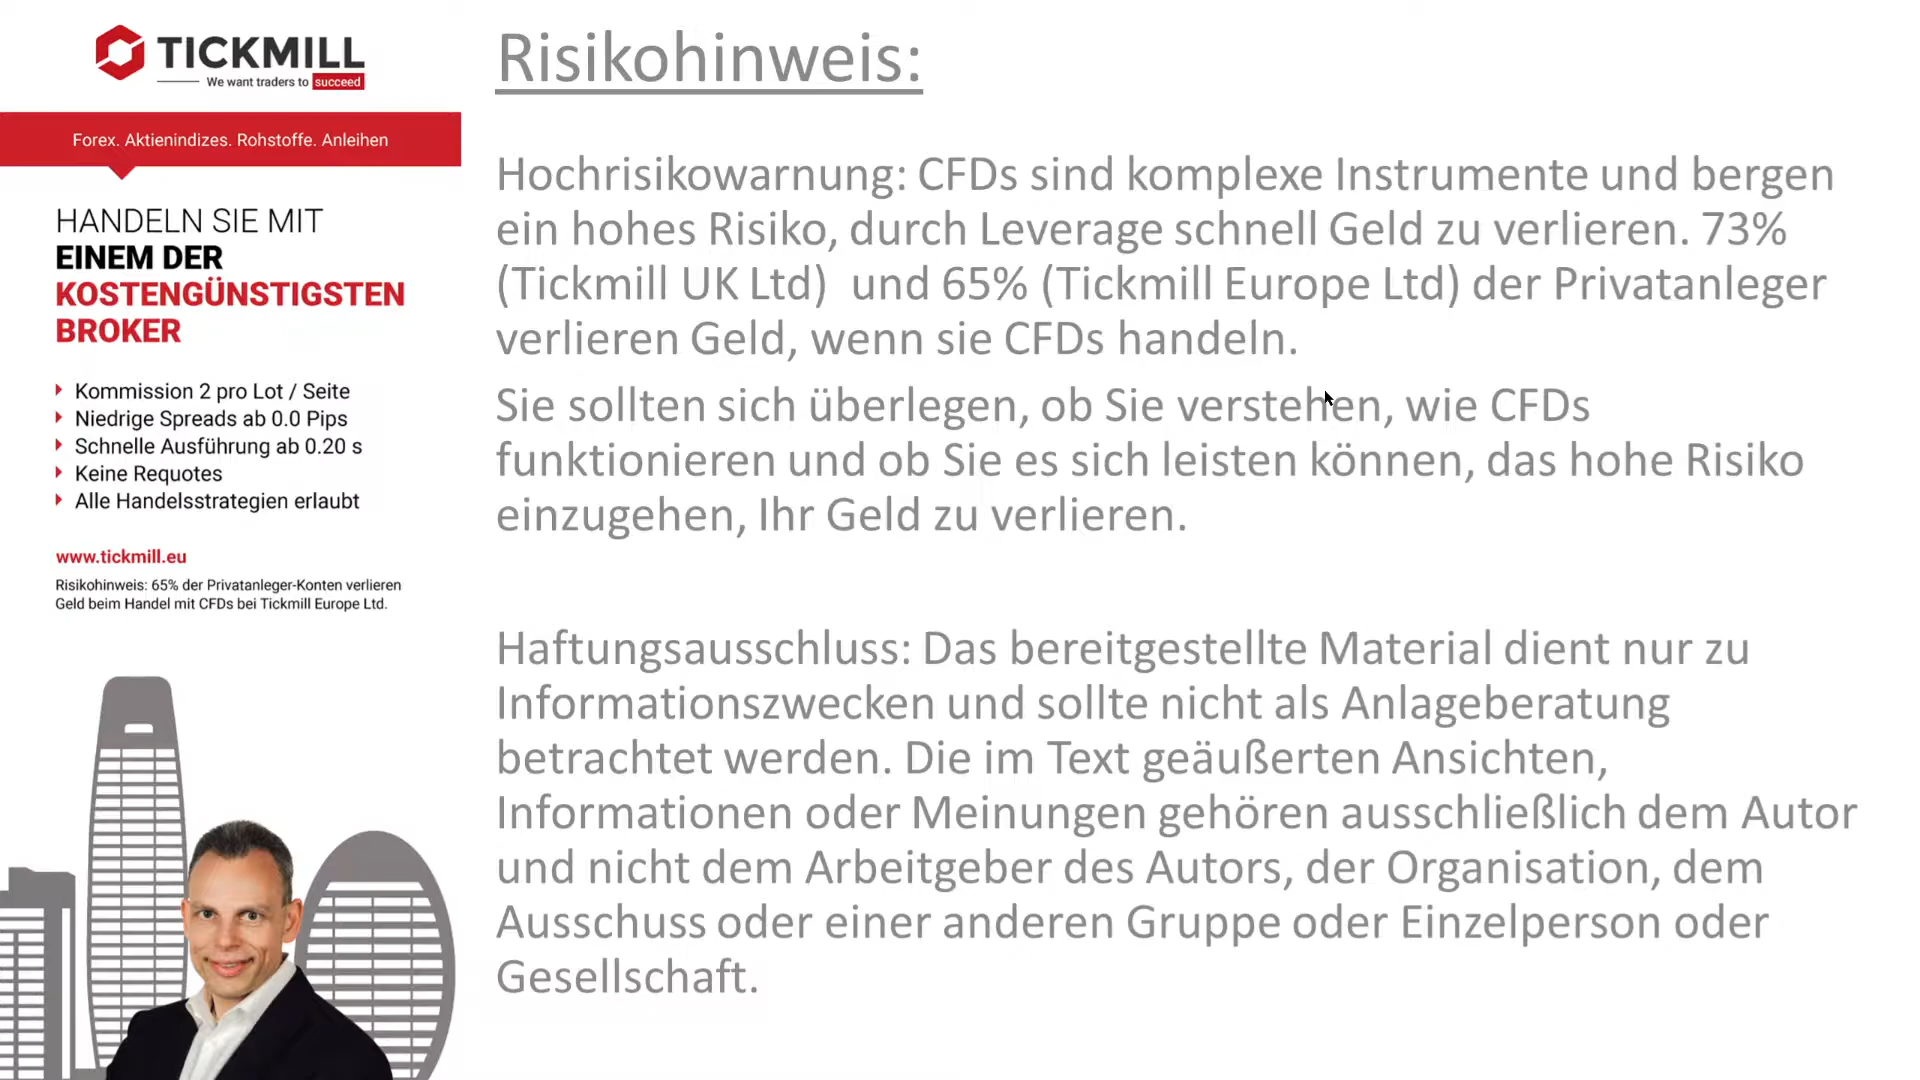 TICKMILL
We want traders to succeed
Forex. Aktienindizes. Rohstoffe. Anleihen
HANDELN SIE MIT
EINEM DER
KOSTENGÜNSTIGSTEN
BROKER
Kommission 2 pro Lot / Seite
Niedrige Spreads ab 0.0 Pips
Schnelle Ausführung ab 0.20 s
Keine Requotes
Alle Handelsstrategien erlaubt
www.tickmill.eu
Risikohinweis: 65% der Privatanleger-Konten verlieren
Geld beim Handel mit CFDs bei Tickmill Europe Ltd.
Risikohinweis:
Hochrisikowarnung: CFDs sind komplexe Instrumente und bergen
ein hohes Risiko, durch Leverage schnell Geld zu verlieren. 73%
(Tickmill UK Ltd)  und 65% (Tickmill Europe Ltd) der Privatanleger
verlieren Geld, wenn sie CFDs handeln.
Sie sollten sich überlegen, ob Sie verstehen, wie CFDs
funktionieren und ob Sie es sich leisten können, das hohe Risiko
einzugehen, Ihr Geld zu verlieren.
Haftungsausschluss: Das bereitgestellte Material dient nur zu
Informationszwecken und sollte nicht als Anlageberatung
betrachtet werden. Die im Text geäußerten Ansichten,
Informationen oder Meinungen gehören ausschließlich dem Autor
und nicht dem Arbeitgeber des Autors, der Organisation, dem
Ausschuss oder einer anderen Gruppe oder Einzelperson oder
Gesellschaft.